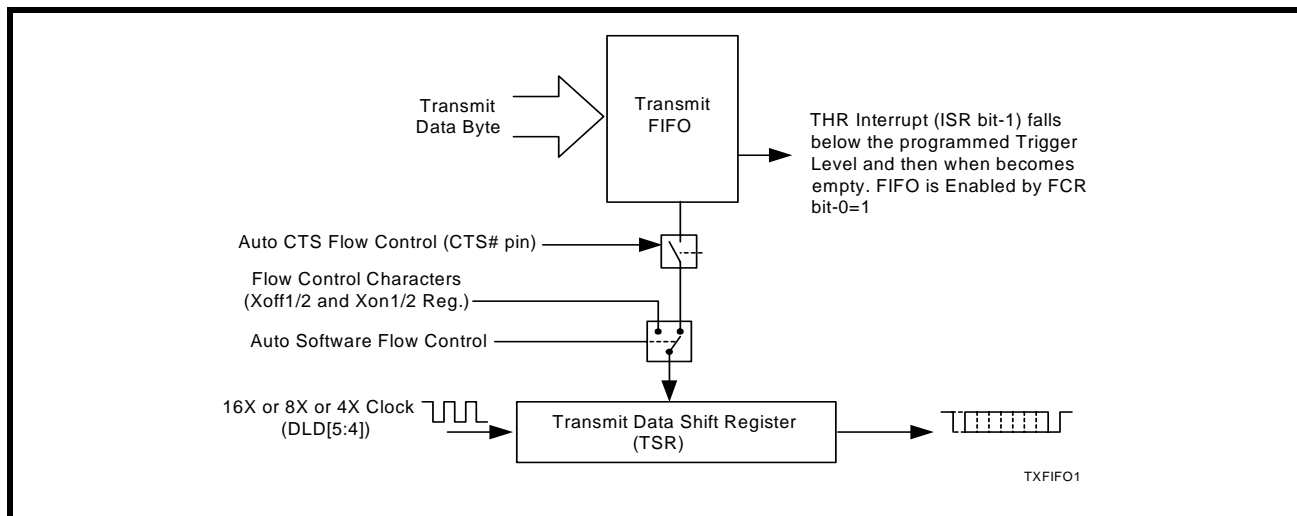 Transmit
Data Byte
Transmit
FIFO
THR Interrupt (ISR bit-1) falls
below the programmed Trigger
Level and then when becomes
empty. FIFO is Enabled by FCR
bit-0=1
Auto CTS Flow Control (CTS# pin)
Flow Control Characters
(Xoff1/2 and Xon1/2 Reg.)
Auto Software Flow Control
16X or 8X or 4X Clock
(DLD[5:4])
Transmit Data Shift Register
(TSR)
TXFIFO1